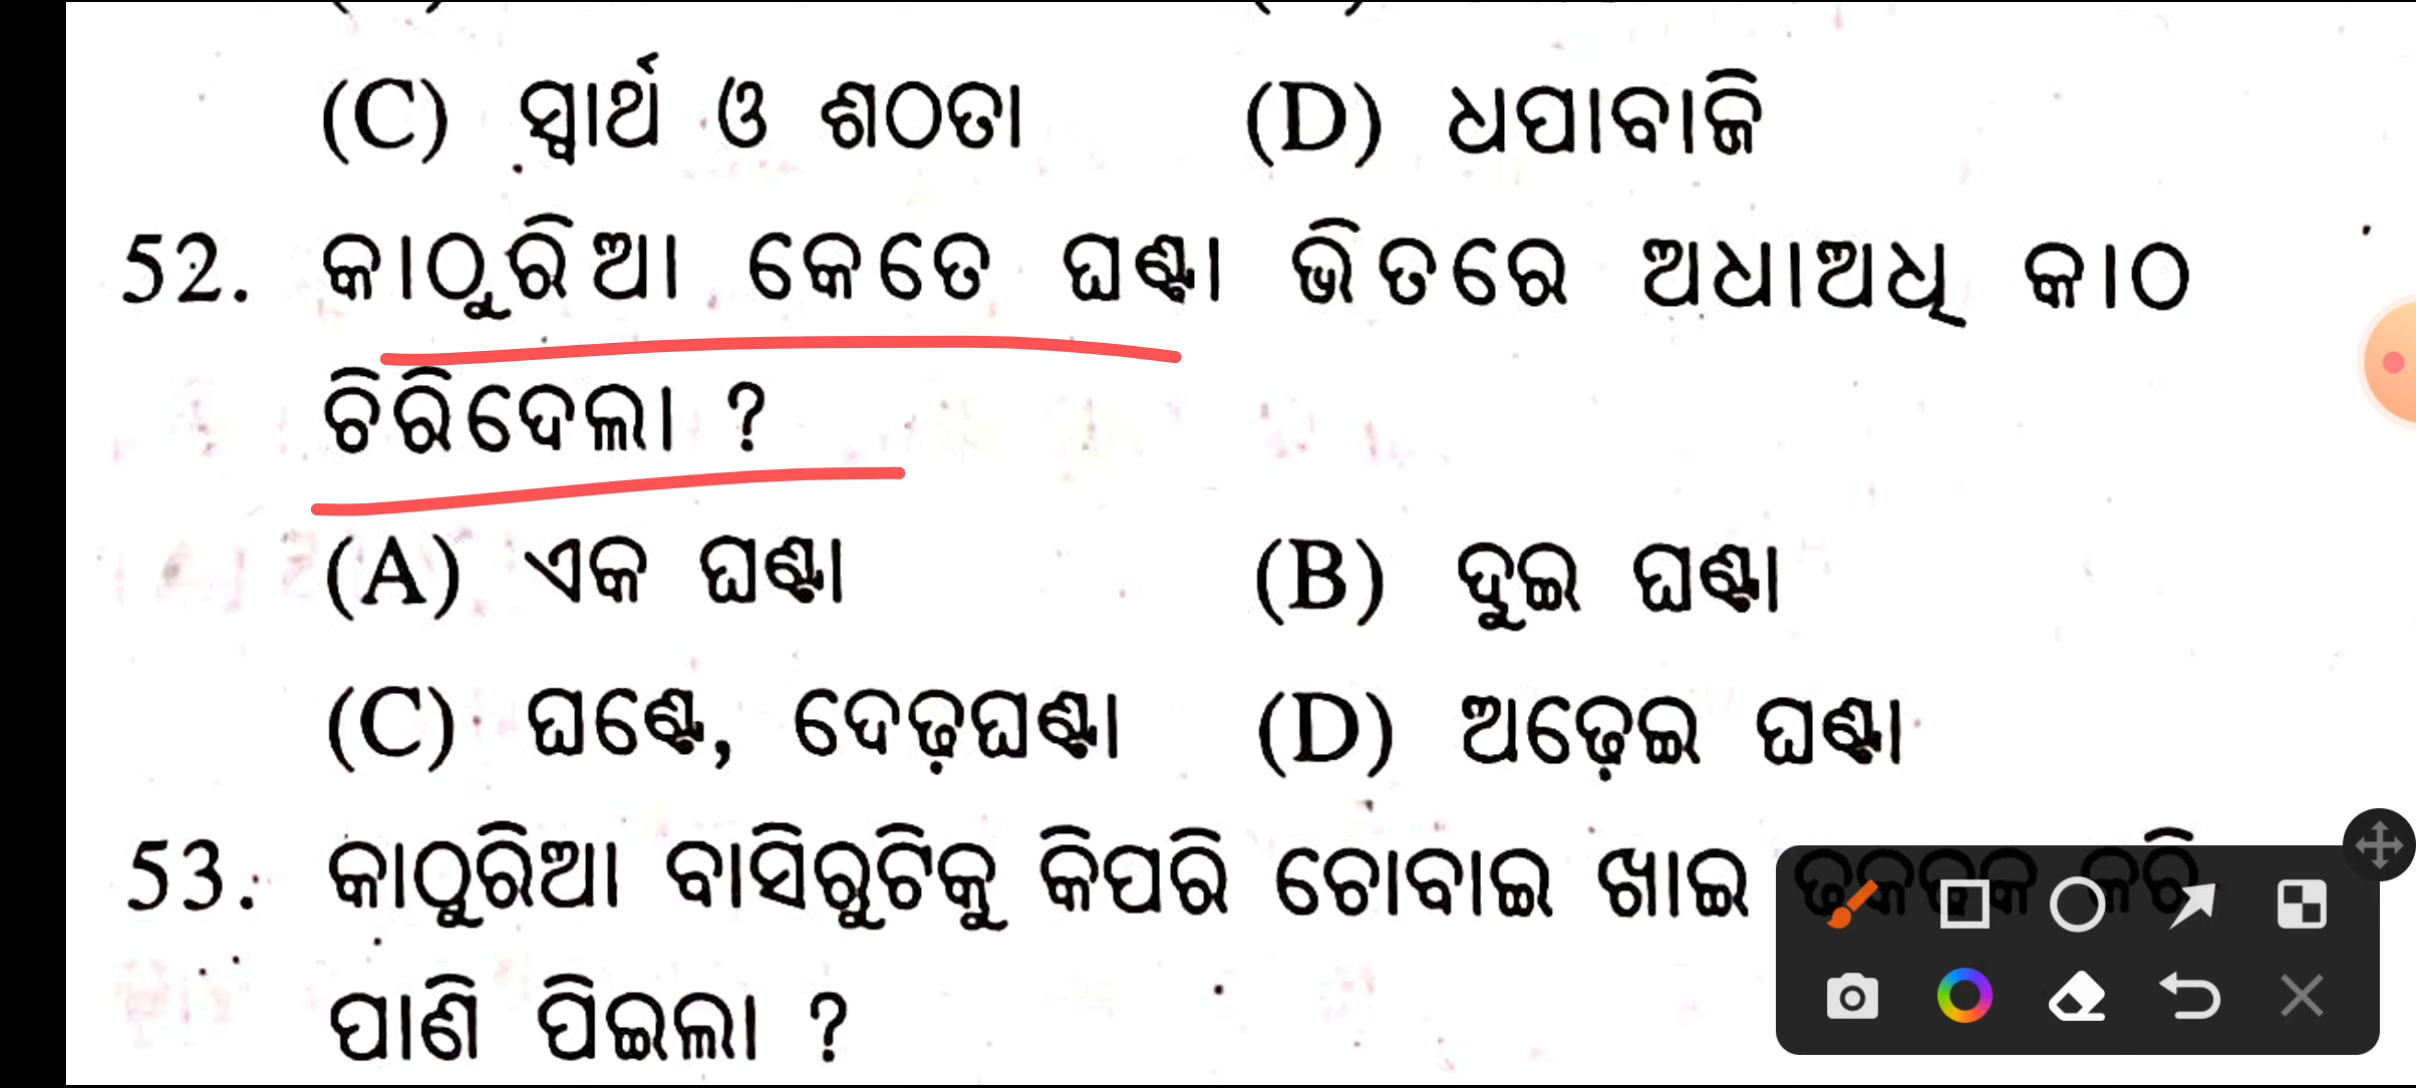 (C) ସ୍ୱାର୍ଥ ଓ ଶଠତା (D) ଧପାବାଜି
52. କାଠୁରିଆ କେତେ ଘଣ୍ଟା ଭିତରେ ଅଧାଅଧି କାଠ
ଚିରିଦେଲା ?
(A) ଏକ ଘଣ୍ଟା (B) ଦୁଇ ଘଣ୍ଟା
(C) ଘଣ୍ଟେ, ଦେଢ଼ଘଣ୍ଟା (D) ଅଢ଼େଇ ଘଣ୍ଟା
53. କାଠୁରିଆ ବାସିରୁଟିକୁ କିପରି ଚୋବାଇ ଖାଇ
ପାଣି ପିଇଲା ?